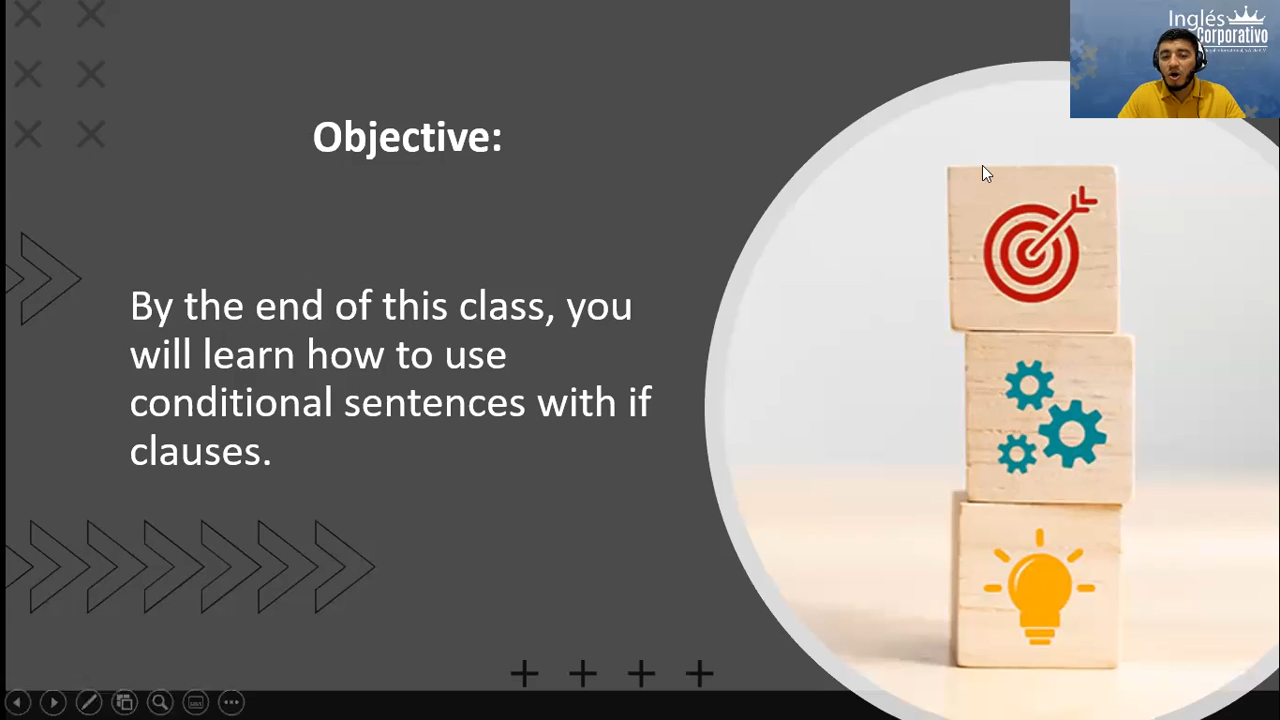 Objective:
By the end of this class, you
will learn how to use
conditional sentences with if
clauses.
Inglés
Corporativo